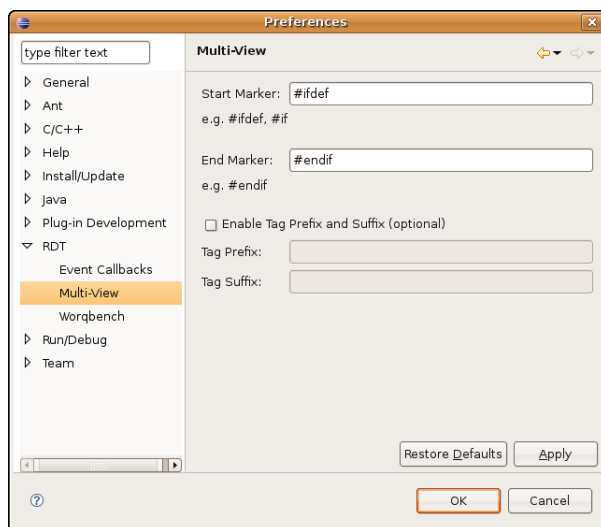 Preferences
type filter text
General
Ant
C/C++
Help
Install/Update
Java
Plug-in Development
RDT
Event Callbacks
Multi-View
Worqbench
Run/Debug
Team
Multi-View
Start Marker: #ifdef
e.g. #ifdef, #if
End Marker: #endif
e.g. #endif
Enable Tag Prefix and Suffix (optional)
Tag Prefix:
Tag Suffix:
Restore Defaults Apply
? OK Cancel